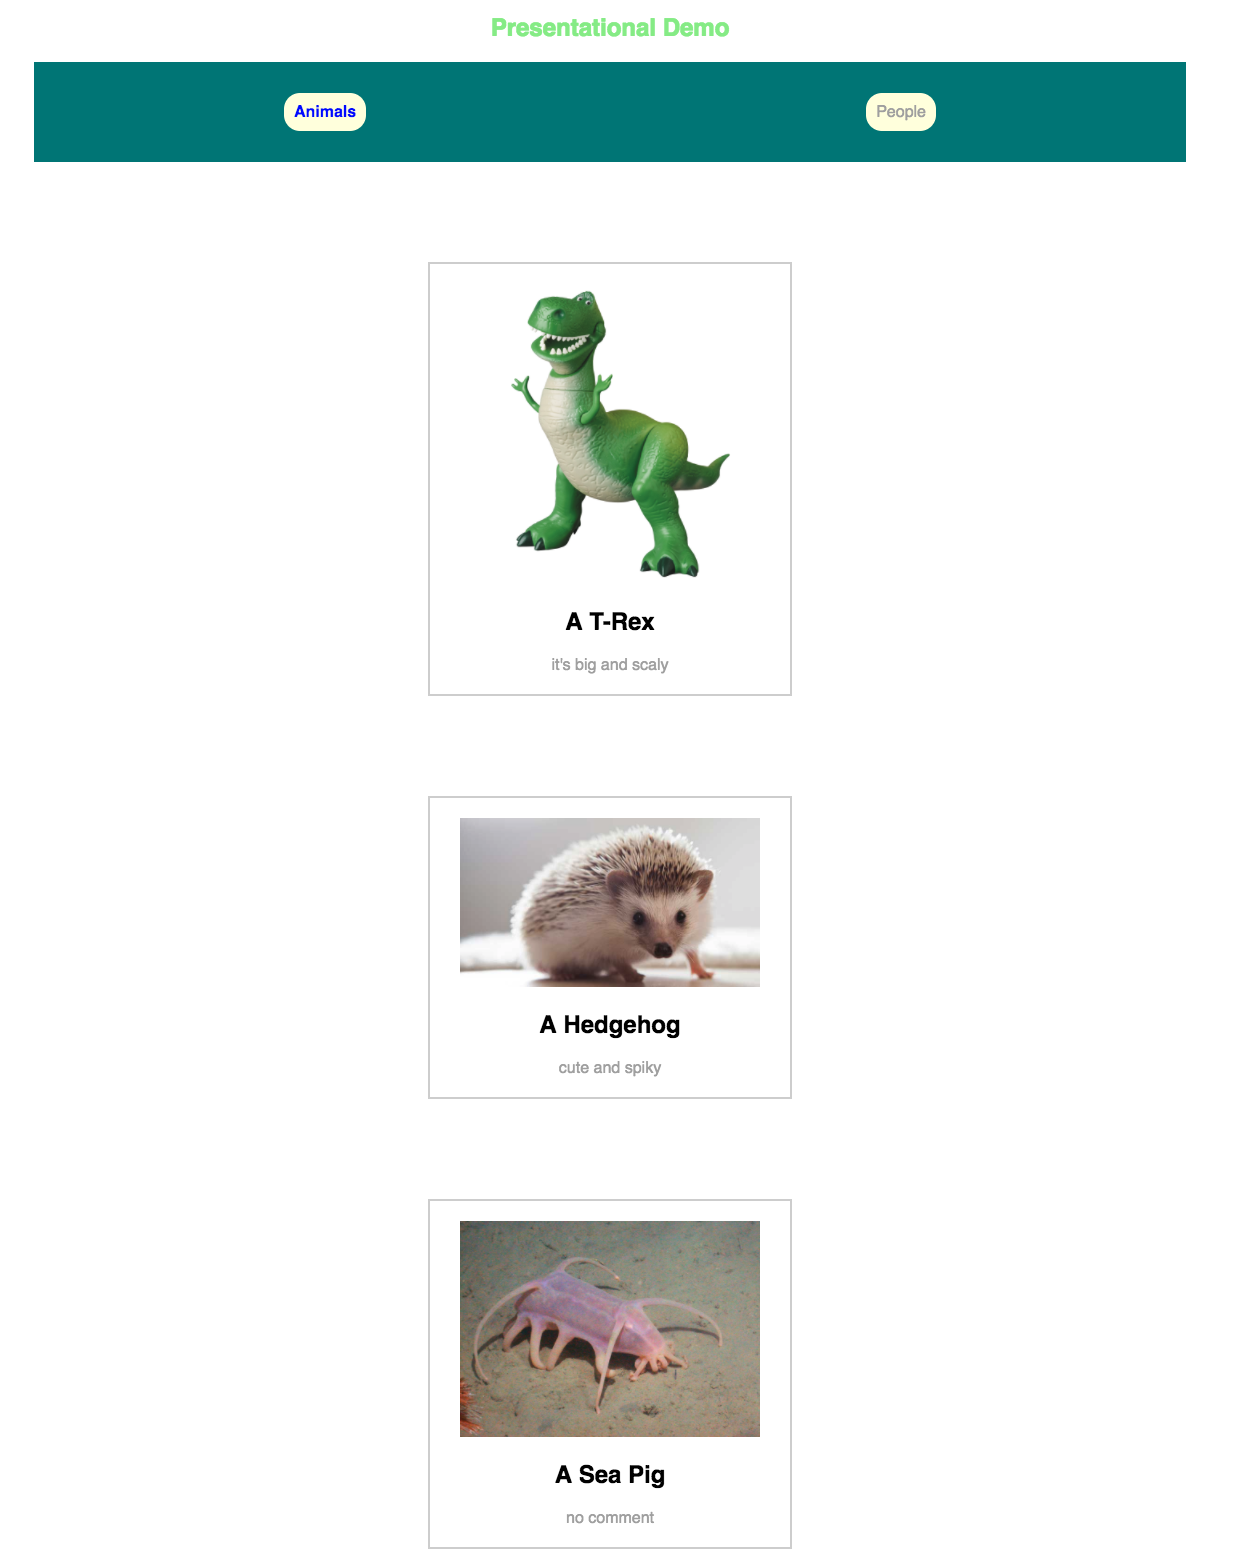 Presentational Demo
Animals
People
A T-Rex
it's big and scaly
A Hedgehog
cute and spiky
A Sea Pig
no comment